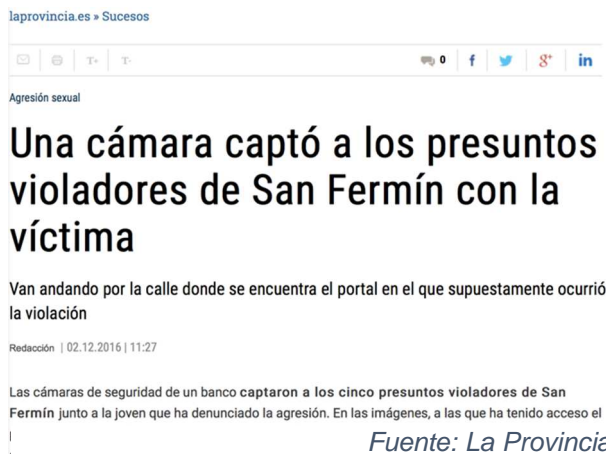 laprovincia.es » Sucesos
T+ T-
0 f g+ in
Agresión sexual
Una cámara captó a los presuntos
violadores de San Fermín con la
víctima
Van andando por la calle donde se encuentra el portal en el que supuestamente ocurrió
la violación
Redacción | 02.12.2016 | 11:27
Las cámaras de seguridad de un banco captaron a los cinco presuntos violadores de San
Fermín junto a la joven que ha denunciado la agresión. En las imágenes, a las que ha tenido acceso el
Fuente: La Provincia